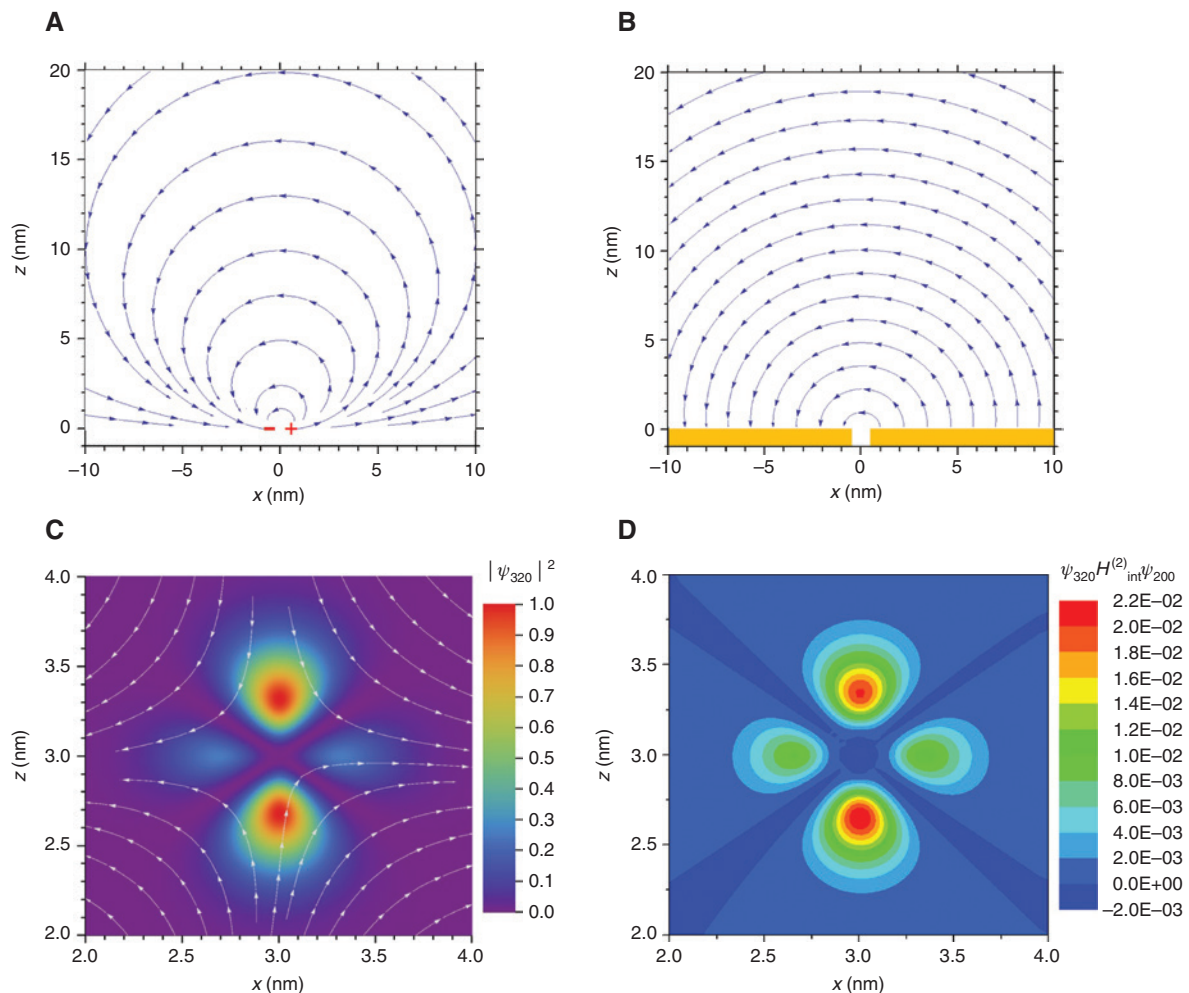 A
20
15
10
5
0
z (nm)
− +
−10 −5 0 5 10
x (nm)
B
20
15
10
5
0
z (nm)
−10 −5 0 5 10
x (nm)
C
4.0
3.5
3.0
2.5
2.0
z (nm)
2.0 2.5 3.0 3.5 4.0
x (nm)
|ψ320|²
1.0
0.9
0.8
0.7
0.6
0.5
0.4
0.3
0.2
0.1
0.0
D
4.0
3.5
3.0
2.5
2.0
z (nm)
2.0 2.5 3.0 3.5 4.0
x (nm)
ψ320H(2)intψ200
2.2E−02
2.0E−02
1.8E−02
1.6E−02
1.4E−02
1.2E−02
1.0E−02
8.0E−03
6.0E−03
4.0E−03
2.0E−03
0.0E+00
−2.0E−03